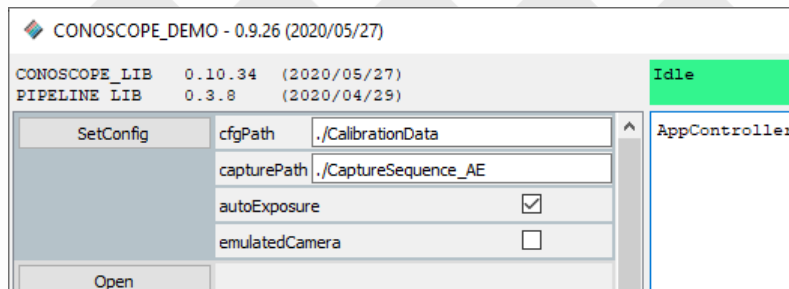 CONOSCOPE_DEMO - 0.9.26 (2020/05/27)
CONOSCOPE_LIB 0.10.34 (2020/05/27)
PIPELINE LIB 0.3.8 (2020/04/29)
Idle
SetConfig cfgPath ./CalibrationData
capturePath ./CaptureSequence_AE
autoExposure
emulatedCamera
Open
AppController